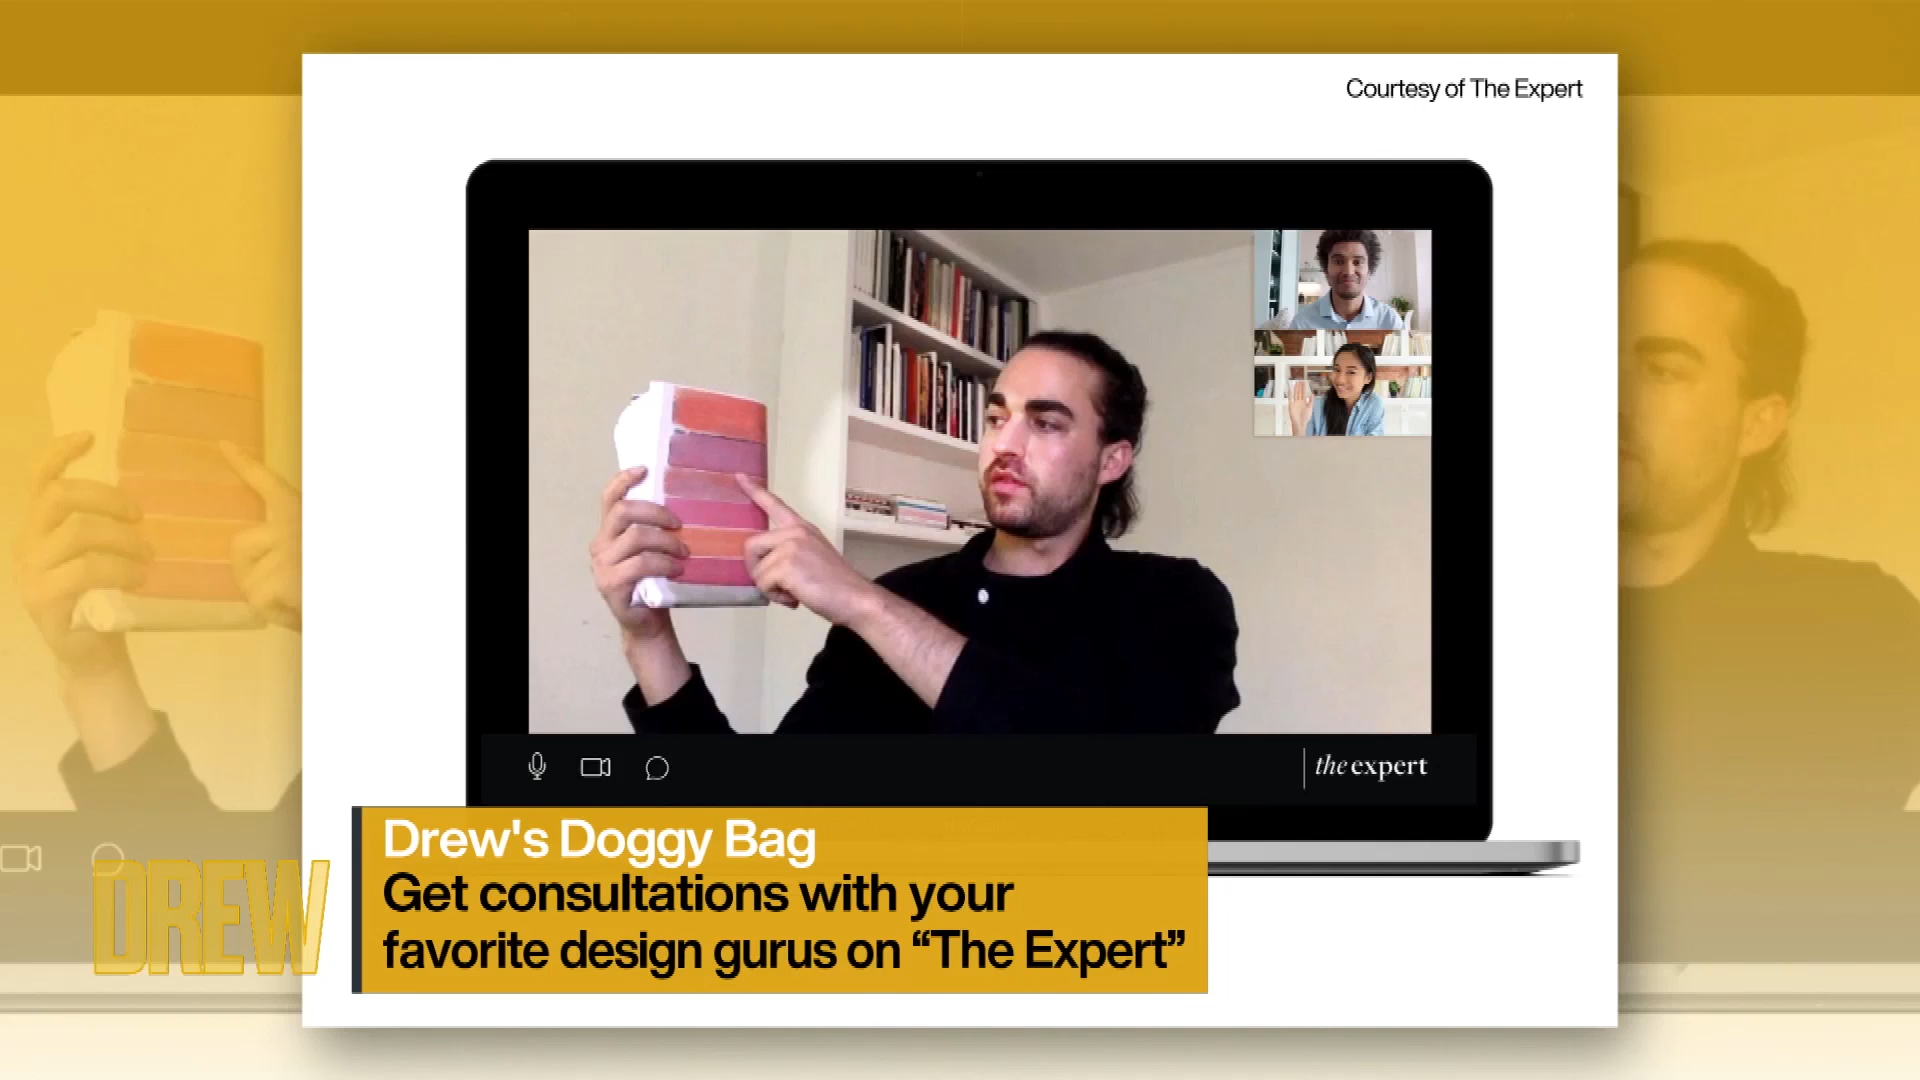 Courtesy of The Expert
the expert
Drew's Doggy Bag
Get consultations with your
favorite design gurus on “The Expert”
DREW